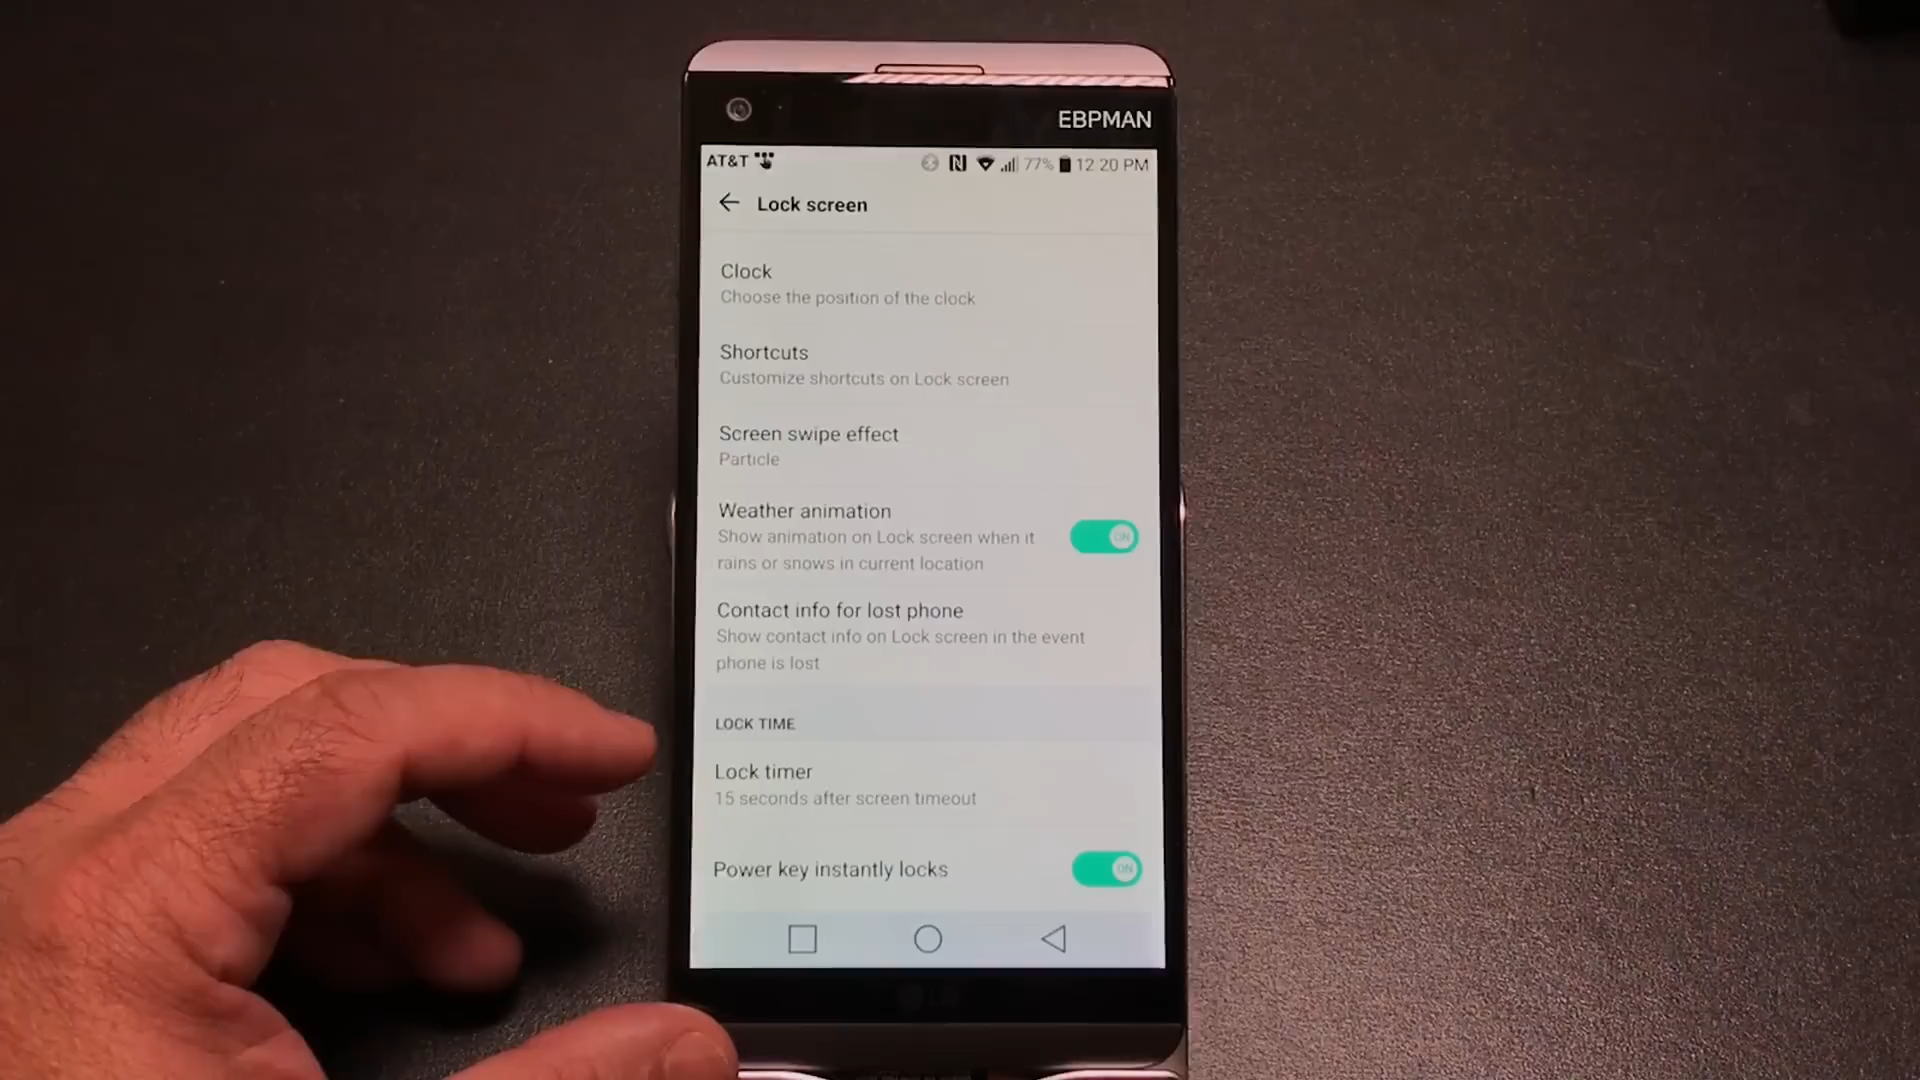 EBPMAN
AT&T 77% 12:20 PM
Lock screen
Clock
Choose the position of the clock
Shortcuts
Customize shortcuts on Lock screen
Screen swipe effect
Particle
Weather animation
Show animation on Lock screen when it
rains or snows in current location
ON
Contact info for lost phone
Show contact info on Lock screen in the event
phone is lost
LOCK TIME
Lock timer
15 seconds after screen timeout
Power key instantly locks
ON
LG